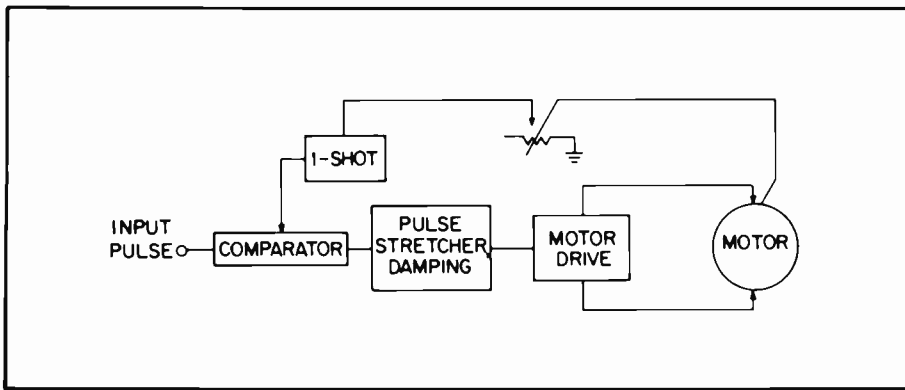 1-SHOT
INPUT
PULSE
COMPARATOR
PULSE
STRETCHER
DAMPING
MOTOR
DRIVE
MOTOR